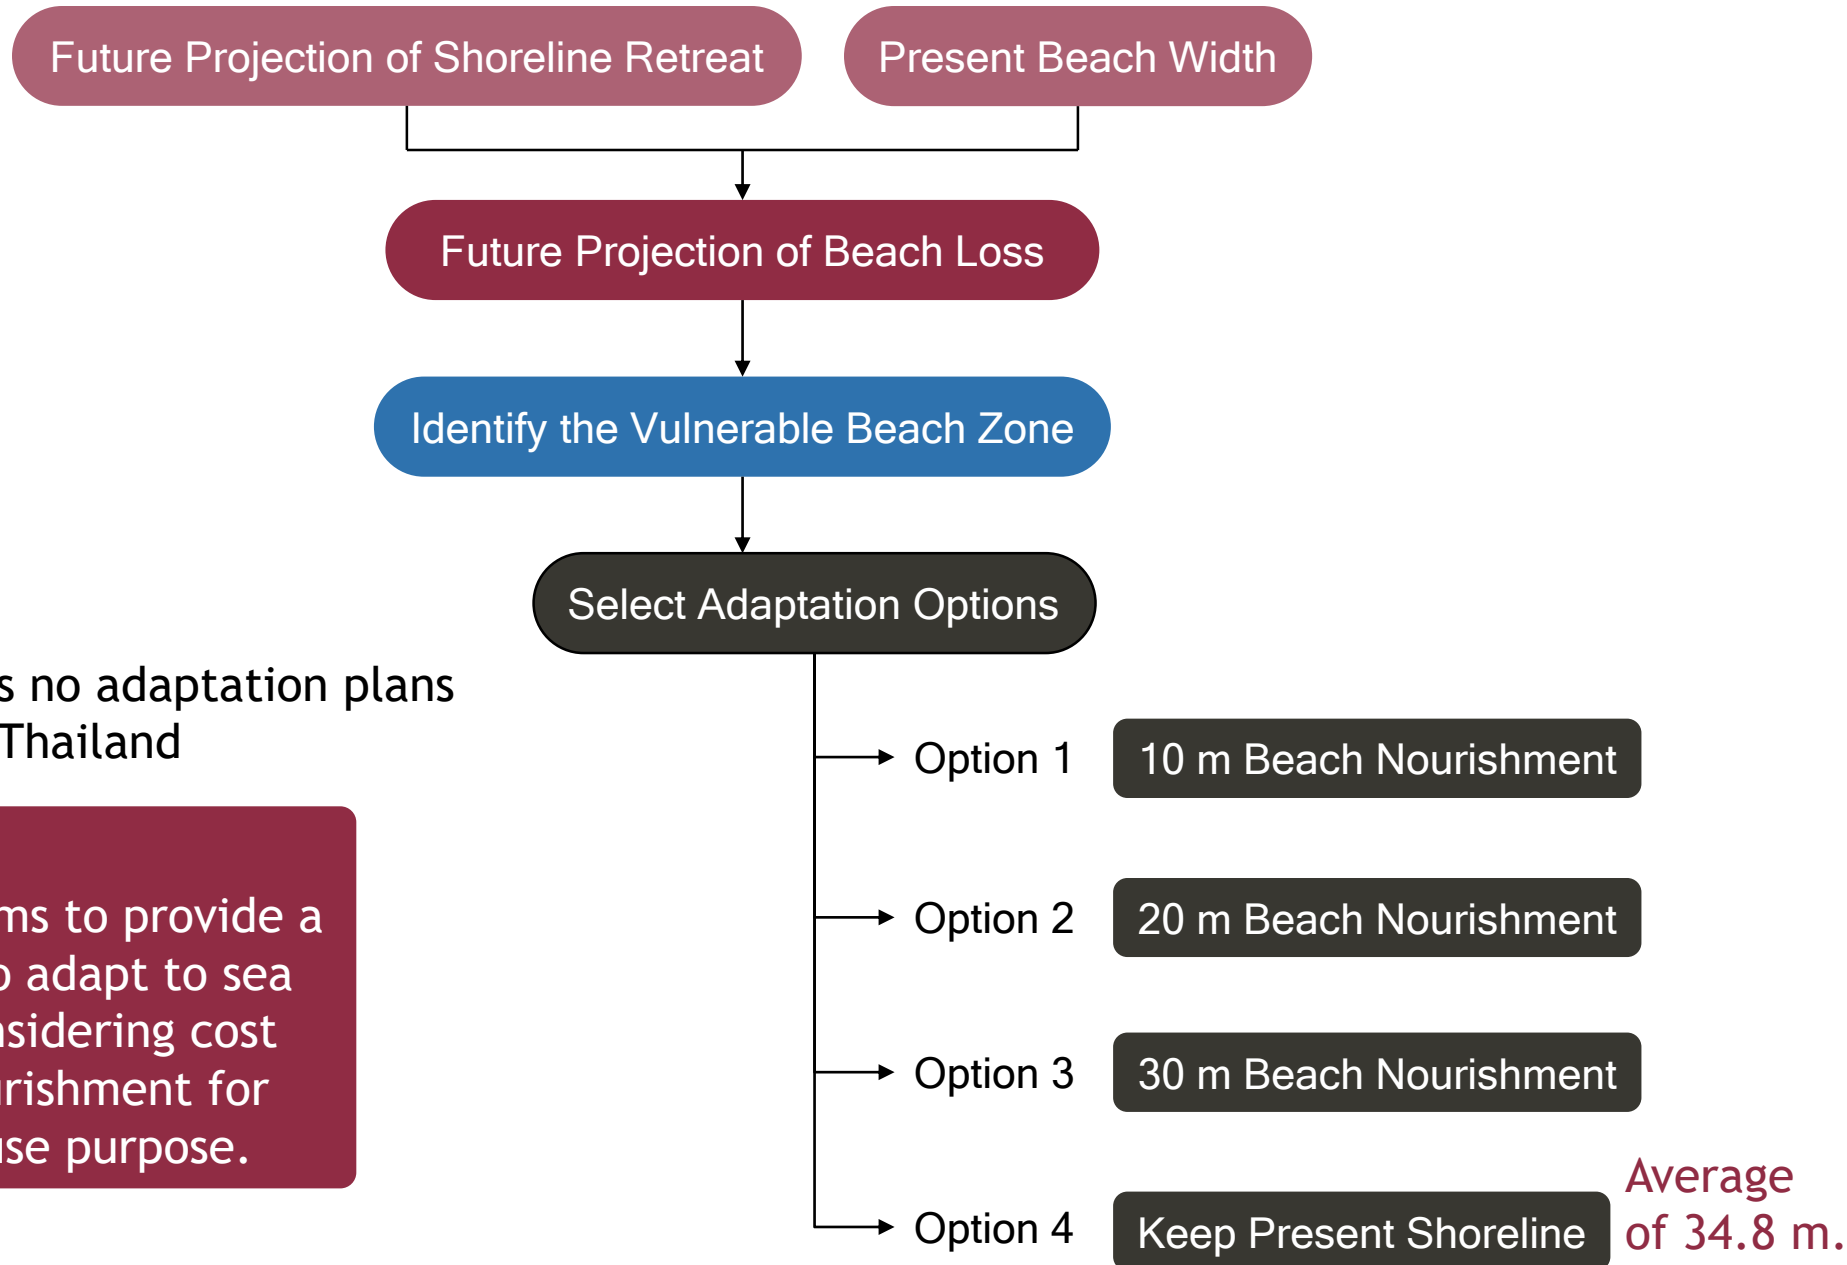 Future Projection of Shoreline Retreat
Present Beach Width
Future Projection of Beach Loss
Identify the Vulnerable Beach Zone
Select Adaptation Options
s no adaptation plans
Thailand
ms to provide a
o adapt to sea
nsidering cost
urishment for
use purpose.
Option 1 10 m Beach Nourishment
Option 2 20 m Beach Nourishment
Option 3 30 m Beach Nourishment
Option 4 Keep Present Shoreline
Average
of 34.8 m.